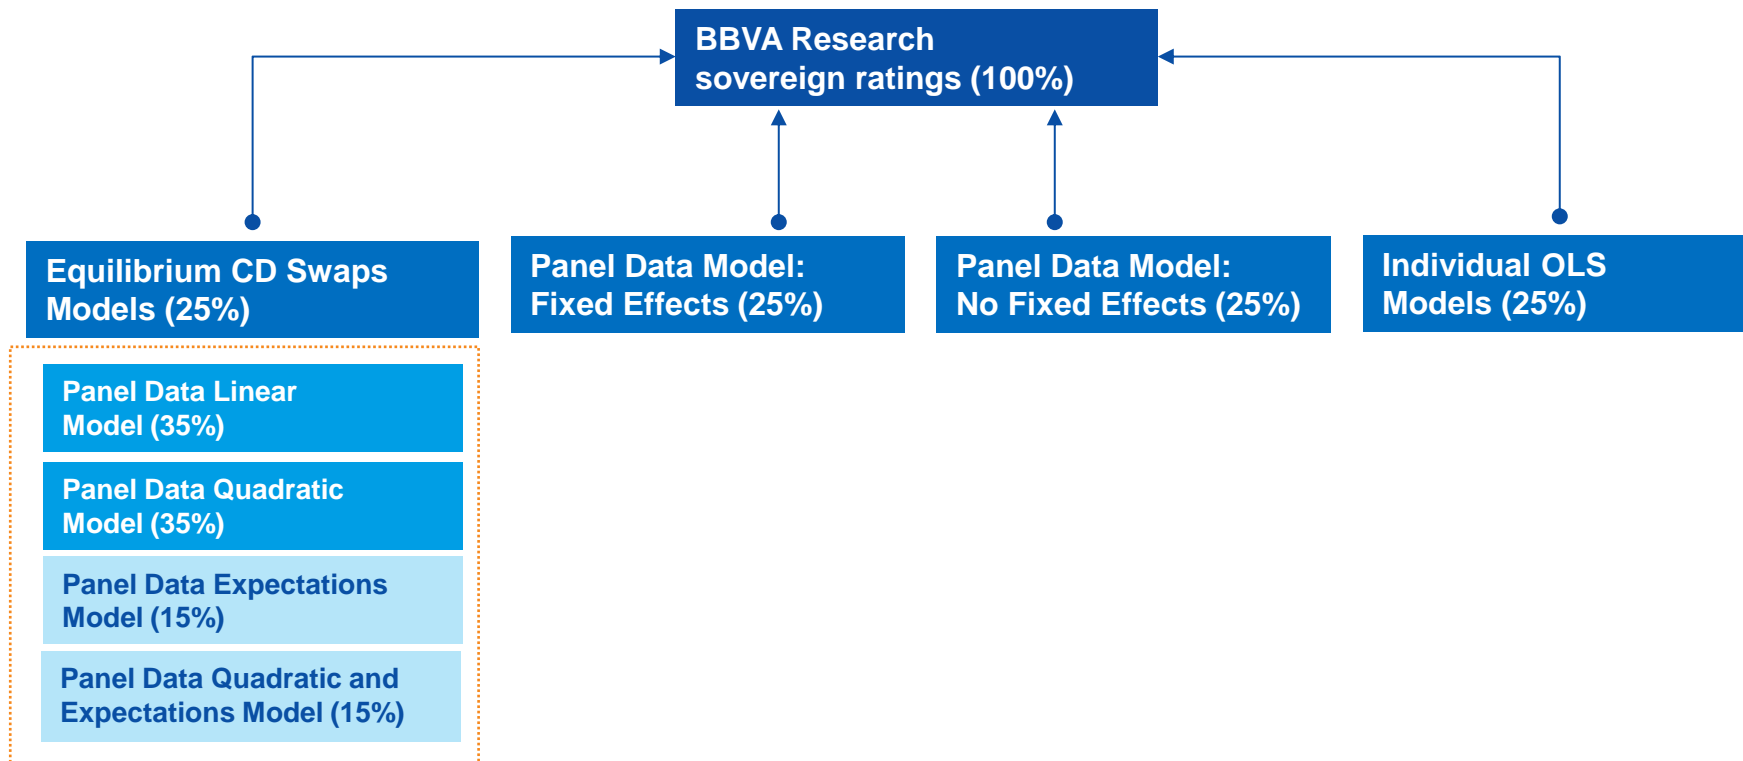 BBVA Research
sovereign ratings (100%)
Equilibrium CD Swaps
Models (25%)
Panel Data Model:
Fixed Effects (25%)
Panel Data Model:
No Fixed Effects (25%)
Individual OLS
Models (25%)
Panel Data Linear
Model (35%)
Panel Data Quadratic
Model (35%)
Panel Data Expectations
Model (15%)
Panel Data Quadratic and
Expectations Model (15%)